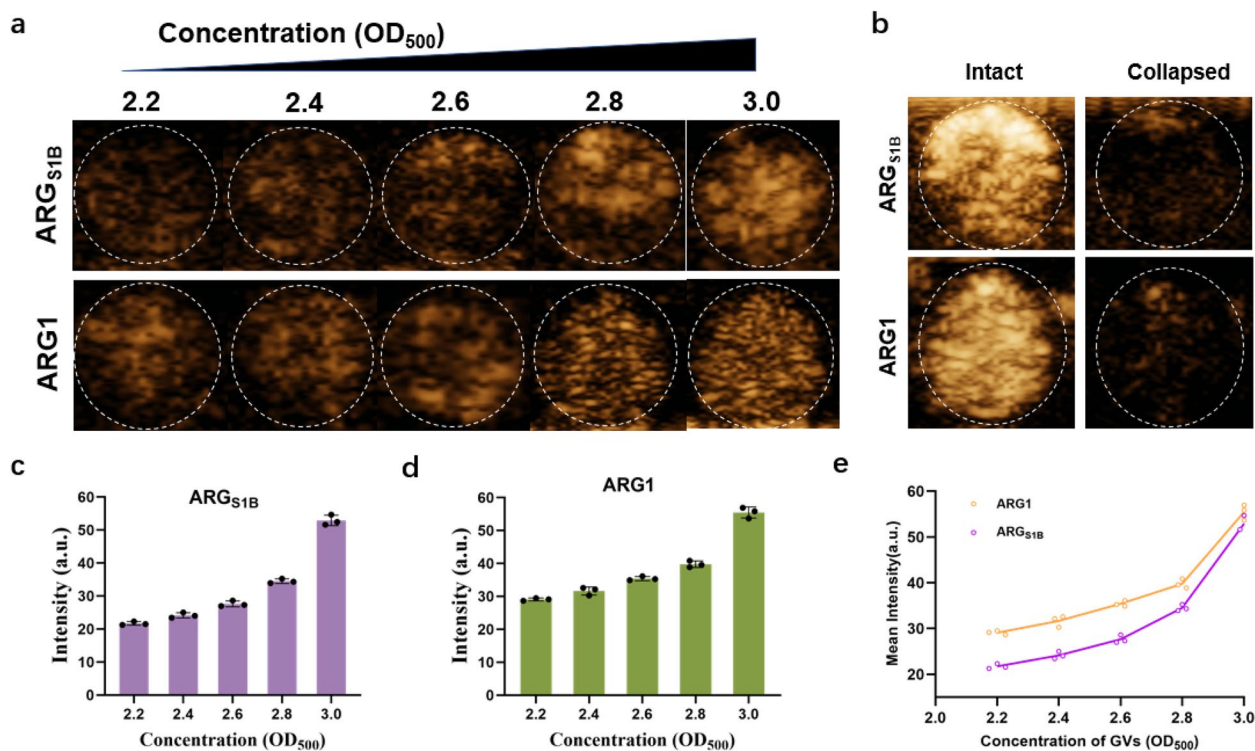 a
Concentration (OD500)
2.2 2.4 2.6 2.8 3.0
ARGS1B
ARG1
b
Intact Collapsed
ARGS1B
ARG1
c
ARGS1B
Intensity (a.u.)
60
50
40
30
20
10
0
2.2 2.4 2.6 2.8 3.0
Concentration (OD500)
d
ARG1
Intensity (a.u.)
60
50
40
30
20
10
0
2.2 2.4 2.6 2.8 3.0
Concentration (OD500)
e
ARG1
ARGS1B
Mean Intensity(a.u.)
60
50
40
30
20
2.0 2.2 2.4 2.6 2.8 3.0
Concentration of GVs (OD500)